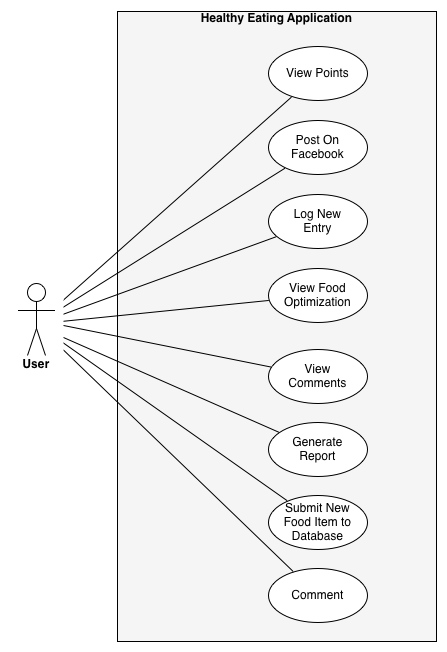 Healthy Eating Application
View Points
Post On
Facebook
Log New
Entry
View Food
Optimization
User
View
Comments
Generate
Report
Submit New
Food Item to
Database
Comment